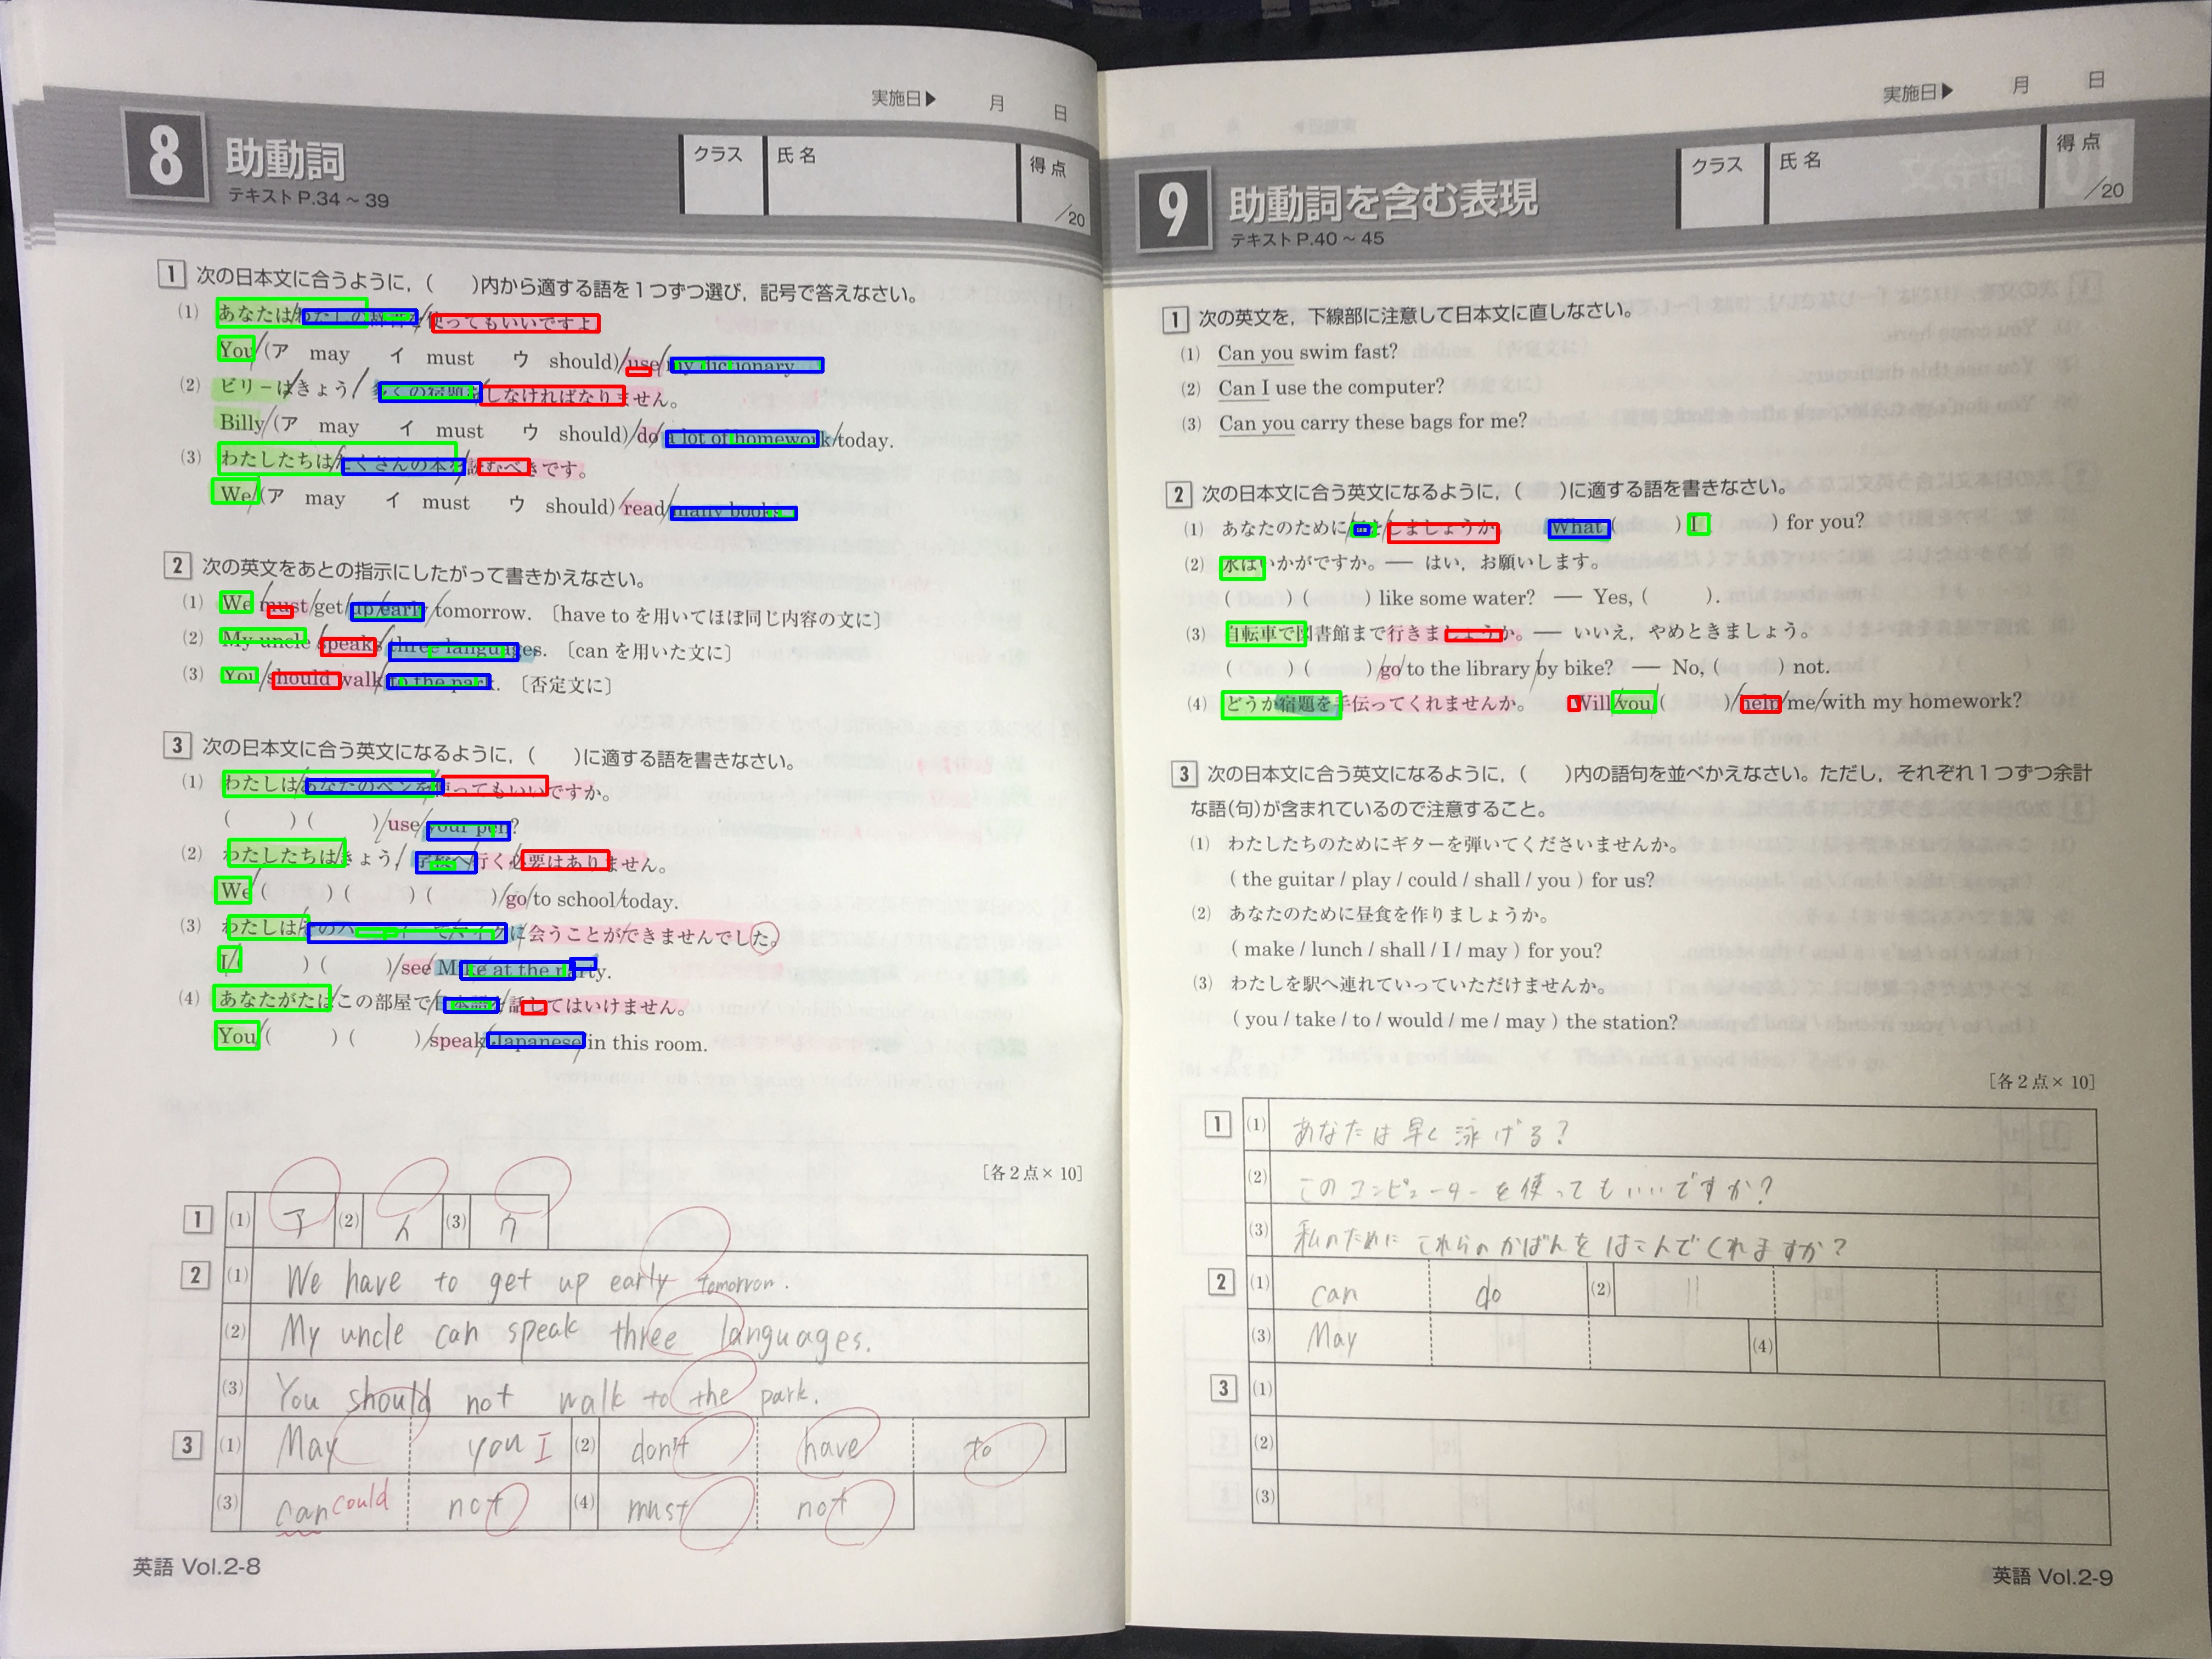 実施日▶ 月 日
8 助動詞
テキストP.34～39
クラス 氏名 得点 /20
1 次の日本文に合うように，( )内から適する語を1つずつ選び，記号で答えなさい。
(1) あなたは/わたしの辞書を/使ってもいいですよ
You/(ア may イ must ウ should)/use/my dictionary.
(2) ビリーは/きょう/多くの宿題を/しなければなりません。
Billy/(ア may イ must ウ should)/do/a lot of homework/today.
(3) わたしたちは/たくさんの本を/読むべきです。
We/(ア may イ must ウ should)/read/many books.
2 次の英文をあとの指示にしたがって書きかえなさい。
(1) We/must/get/up/early/tomorrow. 〔have to を用いてほぼ同じ内容の文に〕
(2) My uncle/speaks/three languages. 〔can を用いた文に〕
(3) You/should walk/to the park. 〔否定文に〕
3 次の日本文に合う英文になるように，( )に適する語を書きなさい。
(1) わたしは/あなたのペンを/使ってもいいですか。
( ) ( )/use/your pen?
(2) わたしたちは/きょう/学校へ/行く必要はありません。
We ( ) ( ) ( )/go/to school/today.
(3) わたしは/そのパーティーでマイクに/会うことができませんでした。
I/( ) ( )/see/Mike at the party.
(4) あなたがたは/この部屋で/日本語を/話してはいけません。
You/( ) ( )/speak/Japanese/in this room.
[各2点×10]
1 (1) ア (2) イ (3) ウ
2 (1) We have to get up early tomorrow.
(2) My uncle can speak three languages.
(3) You should not walk to the park.
3 (1) May you I (2) don't have to
(3) can could not (4) must not
英語 Vol.2-8
実施日▶ 月 日
9 助動詞を含む表現
テキストP.40～45
クラス 氏名 得点 /20
1 次の英文を，下線部に注意して日本文に直しなさい。
(1) Can you swim fast?
(2) Can I use the computer?
(3) Can you carry these bags for me?
2 次の日本文に合う英文になるように，( )に適する語を書きなさい。
(1) あなたのために/何を/しましょうか。 What ( ) I ( ) for you?
(2) 水はいかがですか。— はい，お願いします。
( ) ( ) like some water? — Yes, ( ).
(3) 自転車で図書館まで行きましょうか。— いいえ，やめときましょう。
( ) ( )/go/to the library/by bike? — No, ( ) not.
(4) どうか宿題を手伝ってくれませんか。 Will/you/( )/help/me/with my homework?
3 次の日本文に合う英文になるように，( )内の語句を並べかえなさい。ただし，それぞれ1つずつ余計
な語(句)が含まれているので注意すること。
(1) わたしたちのためにギターを弾いてくださいませんか。
( the guitar / play / could / shall / you ) for us?
(2) あなたのために昼食を作りましょうか。
( make / lunch / shall / I / may ) for you?
(3) わたしを駅へ連れていっていただけませんか。
( you / take / to / would / me / may ) the station?
[各2点×10]
1 (1) あなたは早く泳げる?
(2) このコンピューターを使ってもいいですか?
(3) 私のためにこれらのかばんをはこんでくれますか?
2 (1) can do (2)
(3) May (4)
3 (1)
(2)
(3)
英語 Vol.2-9